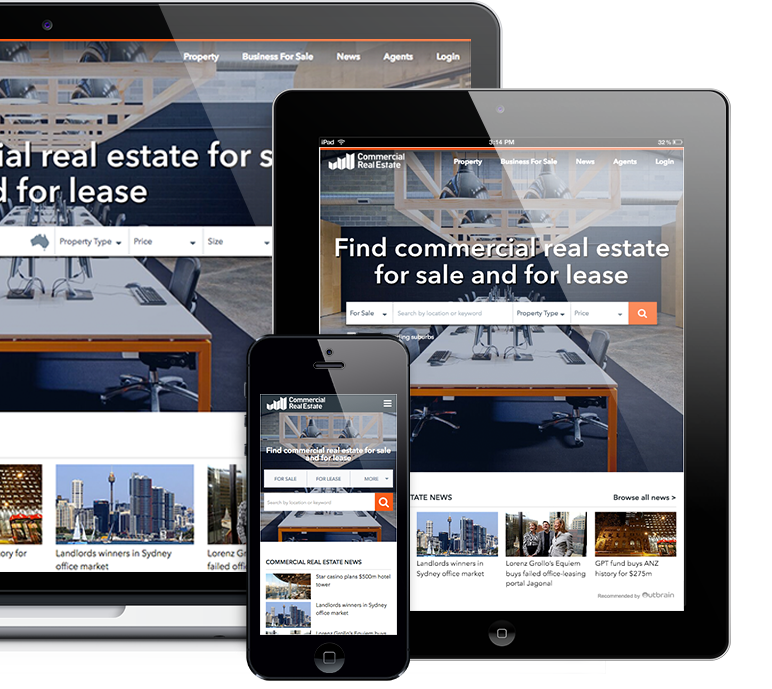 Property Business For Sale News Agents Login
ial real estate for s
d for lease
Property Type Price Size
Landlords winners in Sydney
office market
ory for
Lorenz G
failed offi
iPad 3:14 PM 32%
Commercial
Real Estate
Property Business For Sale News Agents Login
Find commercial real estate
for sale and for lease
For Sale Search by location or keyword Property Type Price
ting suburbs
TATE NEWS Browse all news >
Landlords winners in
Sydney office market
Lorenz Grollo's Equiem
buys failed office-leasing
portal Jagonal
GPT fund buys ANZ
history for $275m
Recommended by Outbrain
Commercial
Real Estate
Find commercial real estate for sale
and for lease
FOR SALE FOR LEASE MORE
Search by location or keyword
COMMERCIAL REAL ESTATE NEWS
Star casino plans $500m hotel
tower
Landlords winners in Sydney
office market
Lorenz Grollo's Equiem buys